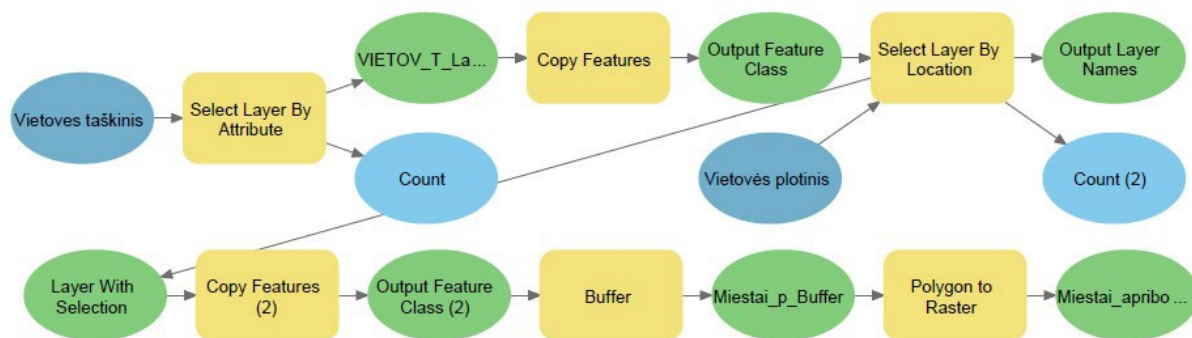 Vietoves taškinis
Select Layer By
Attribute
VIETOV_T_La...
Count
Copy Features
Output Feature
Class
Vietovės plotinis
Select Layer By
Location
Output Layer
Names
Count (2)
Layer With
Selection
Copy Features
(2)
Output Feature
Class (2)
Buffer
Miestai_p_Buffer
Polygon to
Raster
Miestai_apribo ...